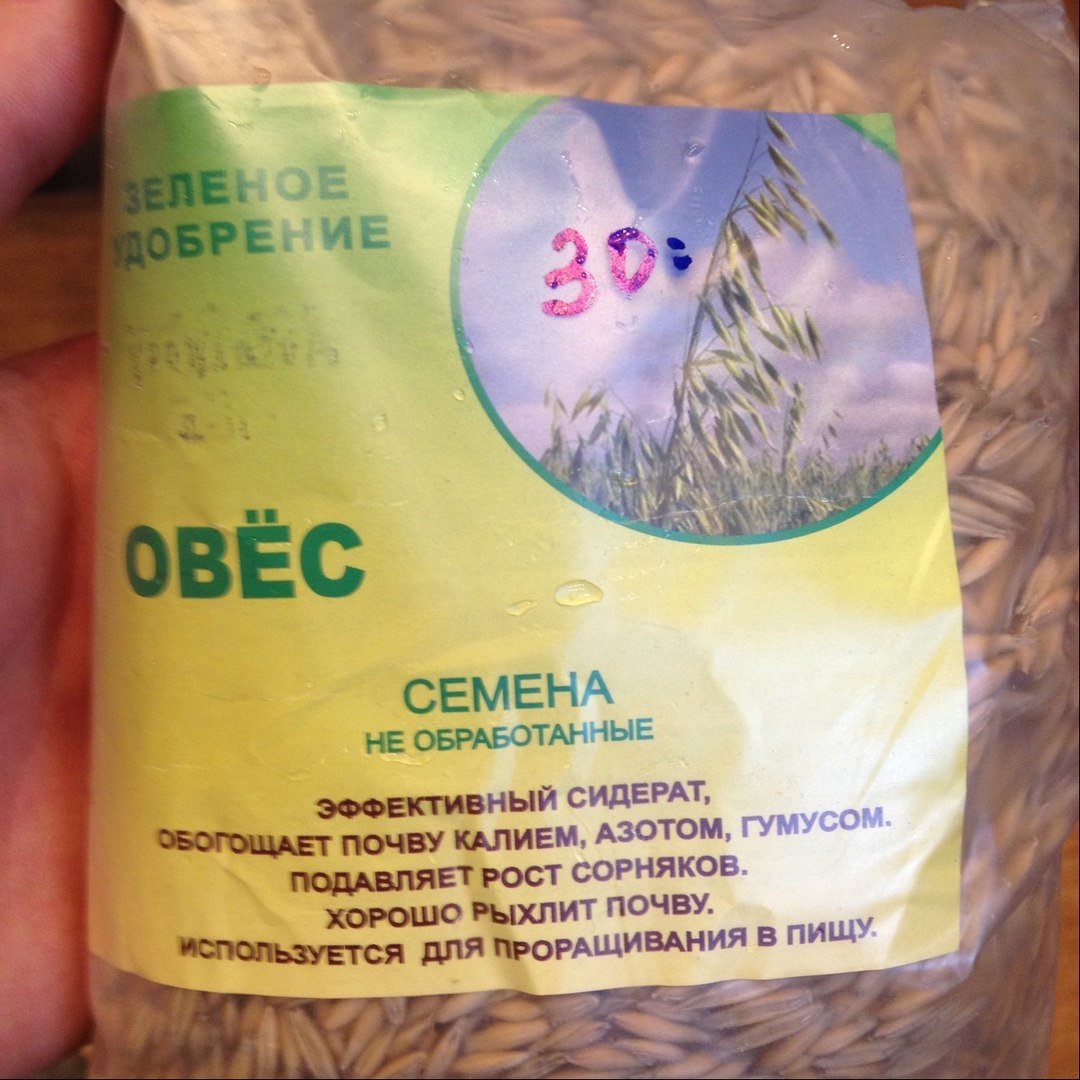 ЗЕЛЕНОЕ
УДОБРЕНИЕ
30=
ОВЁС
СЕМЕНА
НЕ ОБРАБОТАННЫЕ
ЭФФЕКТИВНЫЙ СИДЕРАТ,
ОБОГОЩАЕТ ПОЧВУ КАЛИЕМ, АЗОТОМ, ГУМУСОМ.
ПОДАВЛЯЕТ РОСТ СОРНЯКОВ.
ХОРОШО РЫХЛИТ ПОЧВУ.
ИСПОЛЬЗУЕТСЯ ДЛЯ ПРОРАЩИВАНИЯ В ПИЩУ.